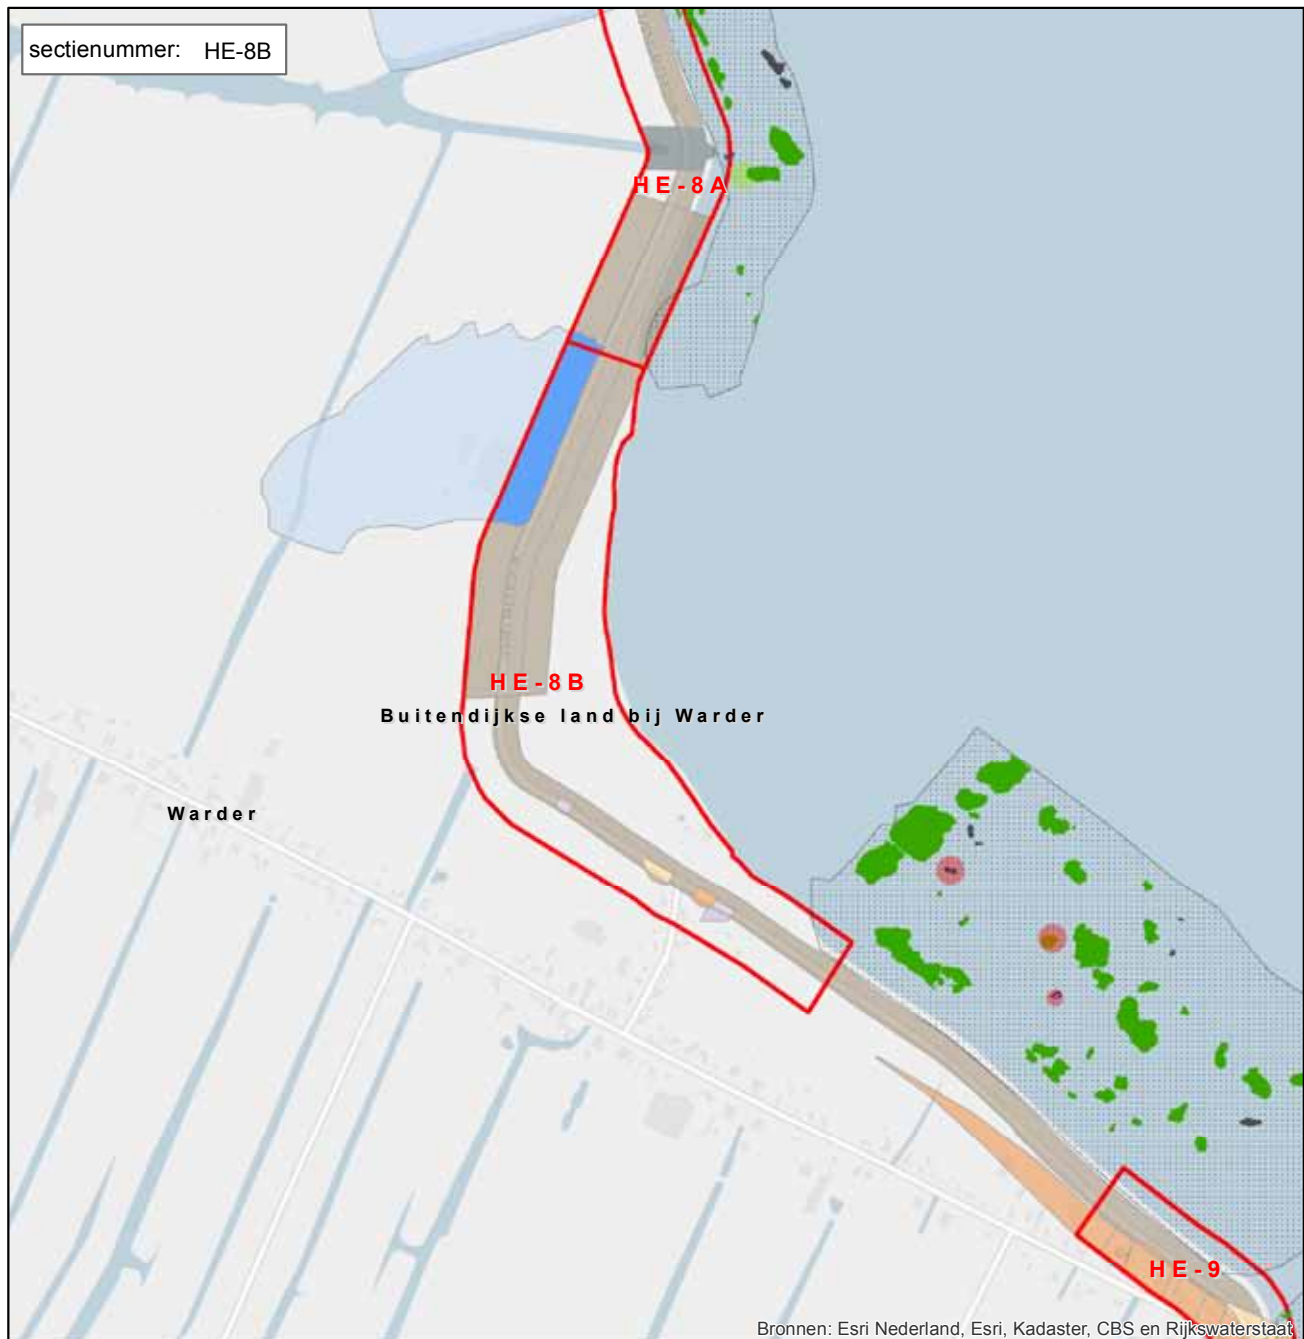 sectienummer: HE-8B
HE-8A
HE-8B
Buitendijkse land bij Warder
Warder
HE-9
Bronnen: Esri Nederland, Esri, Kadaster, CBS en Rijkswaterstaat